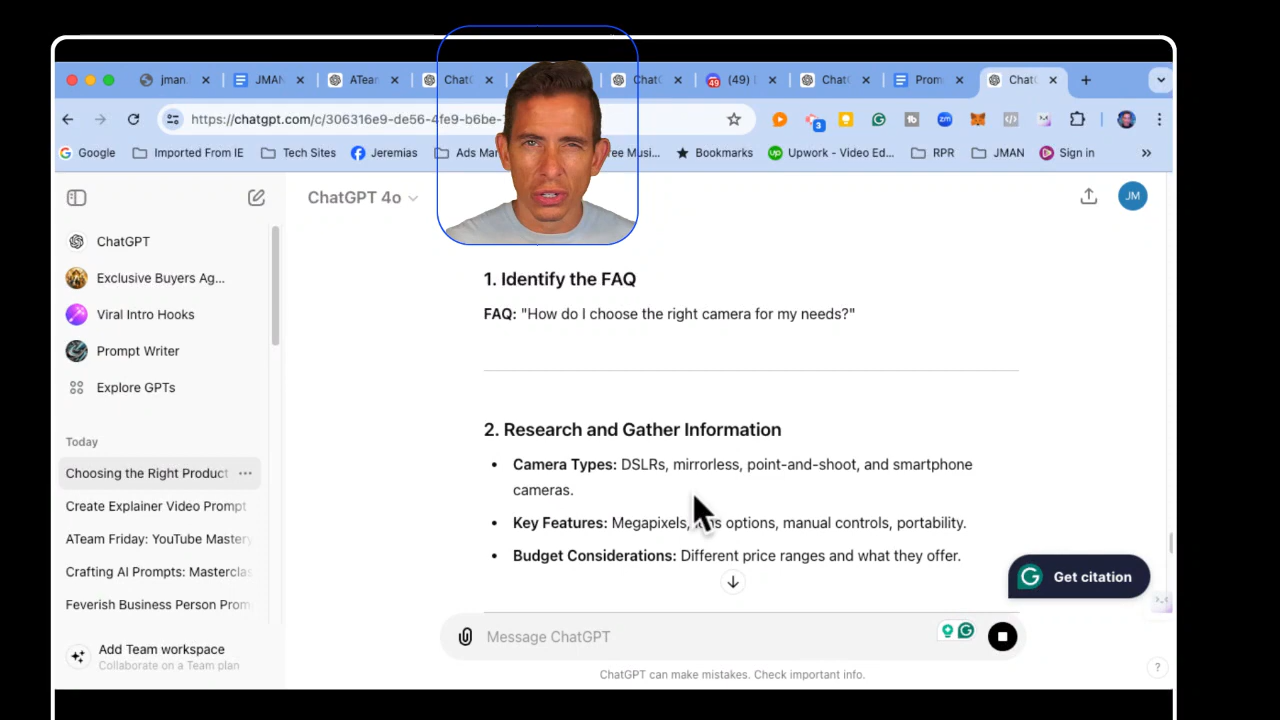 jman.
JMAN
ATear
Chat
Chat
(49)
Chat
Prom
Chat
https://chatgpt.com/c/306316e9-de56-4fe9-b6be-
3
Google
Imported From IE
Tech Sites
Jeremias
Ads Mar
ree Musi...
Bookmarks
Upwork - Video Ed...
RPR
JMAN
Sign in
ChatGPT 4o
JM
ChatGPT
Exclusive Buyers Ag...
Viral Intro Hooks
Prompt Writer
Explore GPTs
Today
Choosing the Right Product
Create Explainer Video Prompt
ATeam Friday: YouTube Mastery
Crafting AI Prompts: Masterclas
Feverish Business Person Prom
Add Team workspace
Collaborate on a Team plan
1. Identify the FAQ
FAQ: "How do I choose the right camera for my needs?"
2. Research and Gather Information
• Camera Types: DSLRs, mirrorless, point-and-shoot, and smartphone
cameras.
• Key Features: Megapixels, options, manual controls, portability.
• Budget Considerations: Different price ranges and what they offer.
Get citation
Message ChatGPT
ChatGPT can make mistakes. Check important info.
?